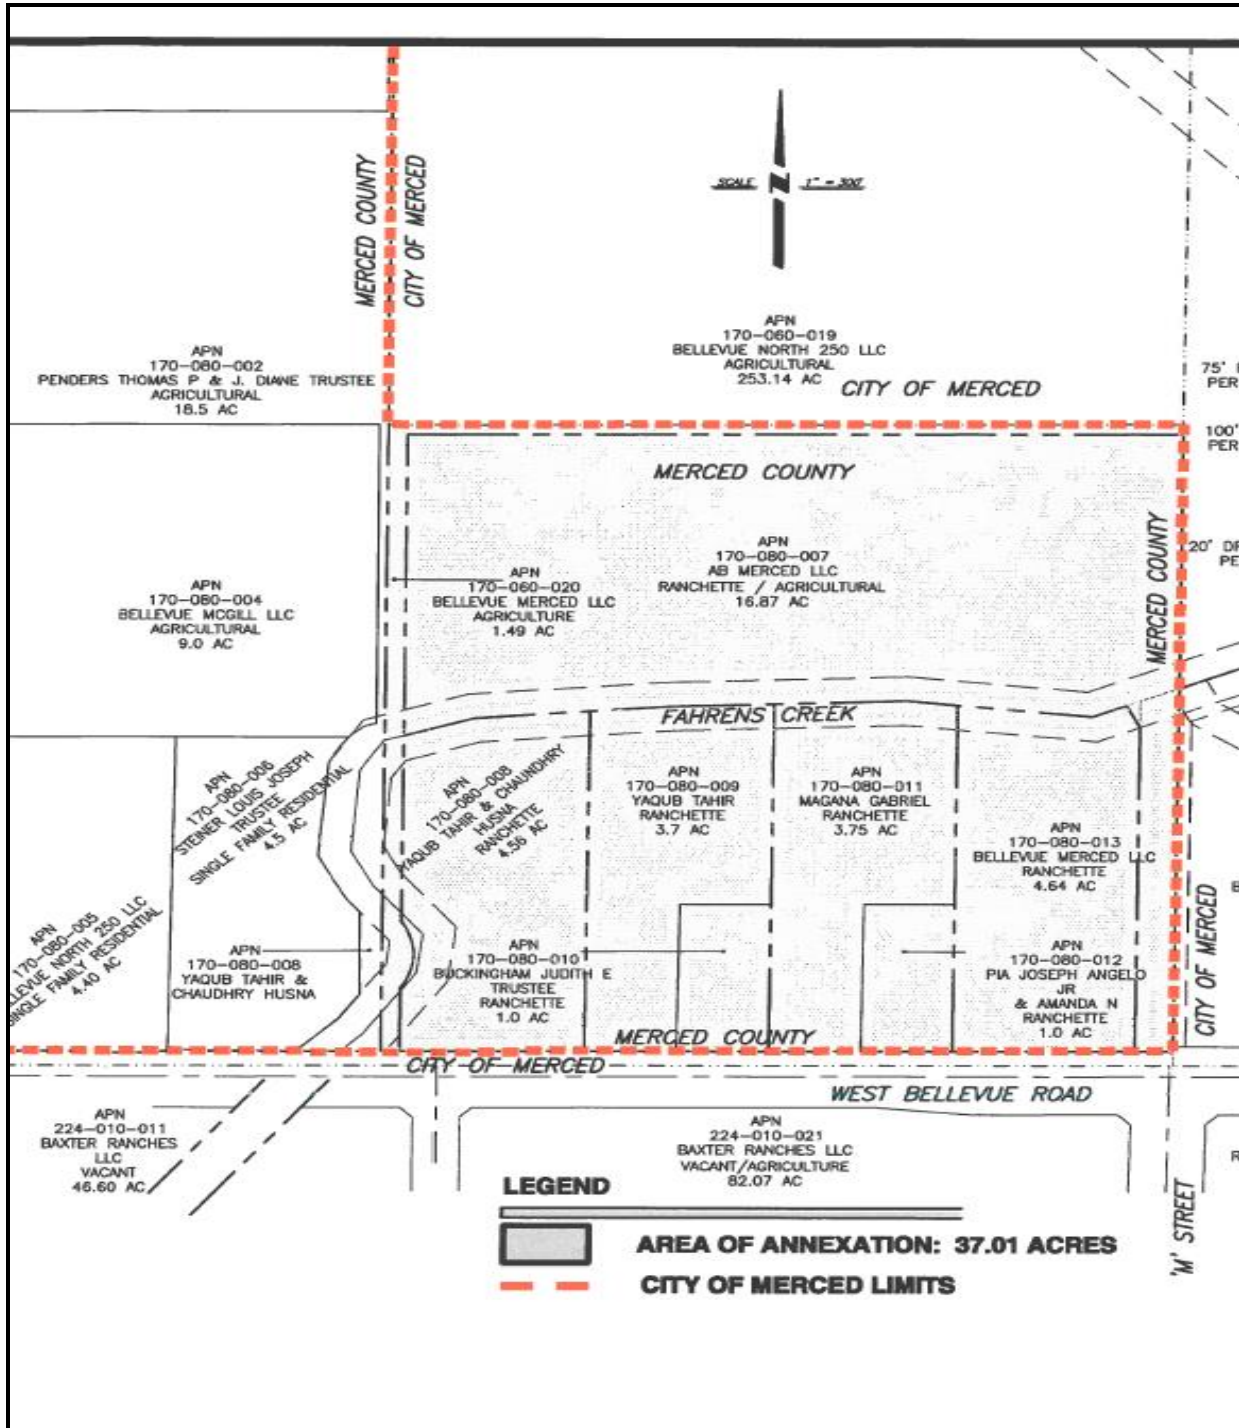 MERCED COUNTY
CITY OF MERCED
SCALE
N
1" = 300'
APN
170-060-019
BELLEVUE NORTH 250 LLC
AGRICULTURAL
253.14 AC
CITY OF MERCED
APN
170-080-002
PENDERS THOMAS P & J. DIANE TRUSTEE
AGRICULTURAL
18.5 AC
75'
PER
100'
PER
MERCED COUNTY
MERCED COUNTY
20'
PE
APN
170-080-007
AB MERCED LLC
RANCHETTE / AGRICULTURAL
16.87 AC
APN
170-060-020
BELLEVUE MERCED LLC
AGRICULTURE
1.49 AC
APN
170-080-004
BELLEVUE MCGILL LLC
AGRICULTURAL
9.0 AC
FAHRENS CREEK
APN
170-080-006
STEINER LOUIS JOSEPH
TRUSTEE
SINGLE FAMILY RESIDENTIAL
4.5 AC
APN
170-080-008
YAQUB TAHIR & CHAUNDHRY
HUSNA
RANCHETTE
4.56 AC
APN
170-080-009
YAQUB TAHIR
RANCHETTE
3.7 AC
APN
170-080-011
MAGANA GABRIEL
RANCHETTE
3.75 AC
APN
170-080-013
BELLEVUE MERCED LLC
RANCHETTE
4.64 AC
APN
170-080-005
LLEVUE NORTH 250 LLC
SINGLE FAMILY RESIDENTIAL
4.40 AC
APN
170-080-008
YAQUB TAHIR &
CHAUDHRY HUSNA
APN
170-080-010
BUCKINGHAM JUDITH E
TRUSTEE
RANCHETTE
1.0 AC
APN
170-080-012
PIA JOSEPH ANGELO
JR
& AMANDA N
RANCHETTE
1.0 AC
CITY OF MERCED
MERCED COUNTY
CITY OF MERCED
WEST BELLEVUE ROAD
APN
224-010-011
BAXTER RANCHES
LLC
VACANT
46.60 AC
APN
224-010-021
BAXTER RANCHES LLC
VACANT/AGRICULTURE
82.07 AC
'M' STREET
LEGEND
AREA OF ANNEXATION: 37.01 ACRES
CITY OF MERCED LIMITS